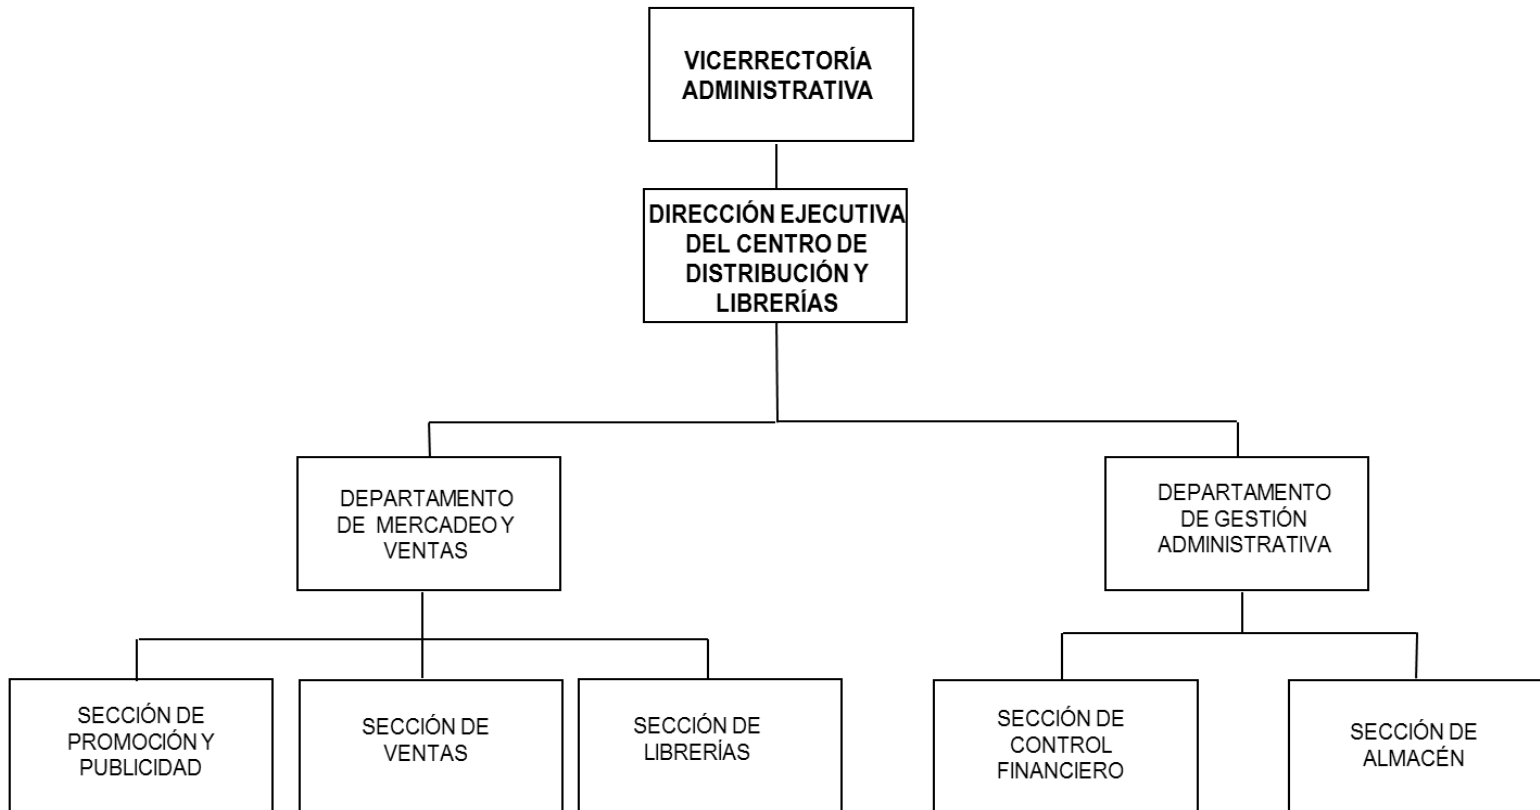 VICERRECTORÍA
ADMINISTRATIVA
DIRECCIÓN EJECUTIVA
DEL CENTRO DE
DISTRIBUCIÓN Y
LIBRERÍAS
DEPARTAMENTO
DE MERCADEO Y
VENTAS
DEPARTAMENTO
DE GESTIÓN
ADMINISTRATIVA
SECCIÓN DE
PROMOCIÓN Y
PUBLICIDAD
SECCIÓN DE
VENTAS
SECCIÓN DE
LIBRERÍAS
SECCIÓN DE
CONTROL
FINANCIERO
SECCIÓN DE
ALMACÉN